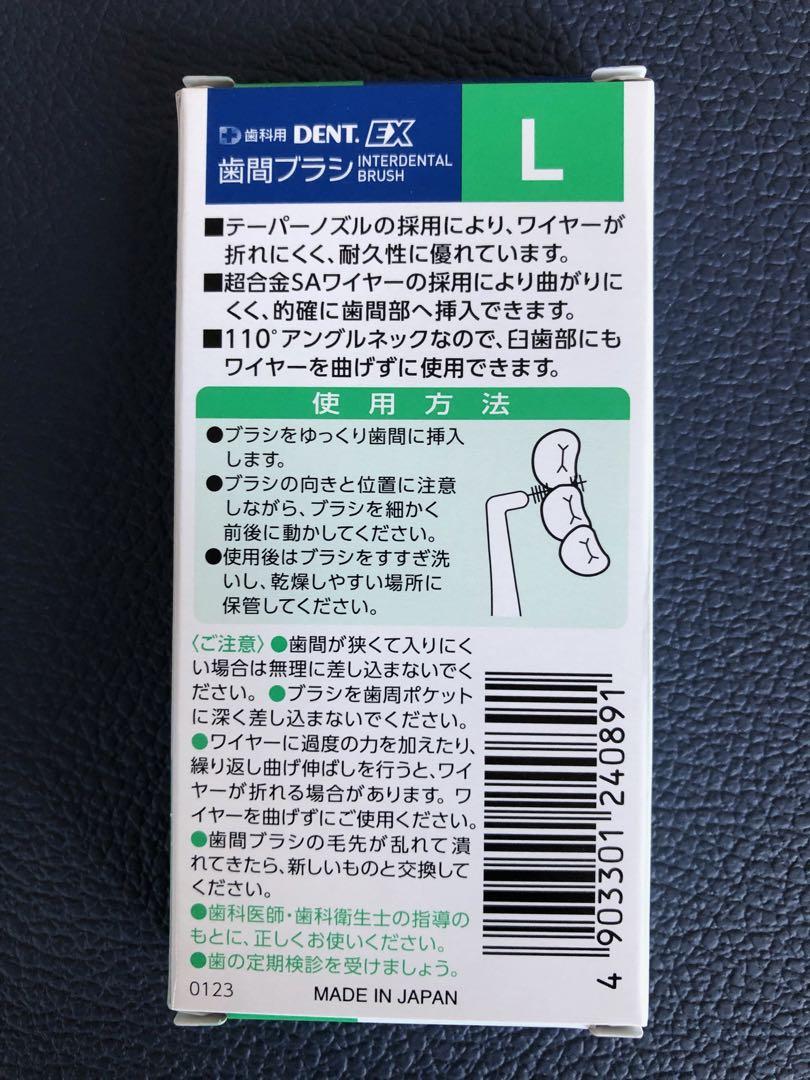 歯科用 DENT. EX
歯間ブラシ INTERDENTAL BRUSH
L
■テーパーノズルの採用により、ワイヤーが
折れにくく、耐久性に優れています。
■超合金SAワイヤーの採用により曲がりに
くく、的確に歯間部へ挿入できます。
■110°アングルネックなので、臼歯部にも
ワイヤーを曲げずに使用できます。
使用方法
●ブラシをゆっくり歯間に挿入
します。
●ブラシの向きと位置に注意
しながら、ブラシを細かく
前後に動かしてください。
●使用後はブラシをすすぎ洗
いし、乾燥しやすい場所に
保管してください。
〈ご注意〉●歯間が狭くて入りにく
い場合は無理に差し込まないでく
ださい。●ブラシを歯周ポケット
に深く差し込まないでください。
●ワイヤーに過度の力を加えたり、
繰り返し曲げ伸ばしを行うと、ワイ
ヤーが折れる場合があります。ワ
イヤーを曲げずにご使用ください。
●歯間ブラシの毛先が乱れて潰
れてきたら、新しいものと交換して
ください。
●歯科医師・歯科衛生士の指導の
もとに、正しくお使いください。
●歯の定期検診を受けましょう。
0123 MADE IN JAPAN
4 903301 240891